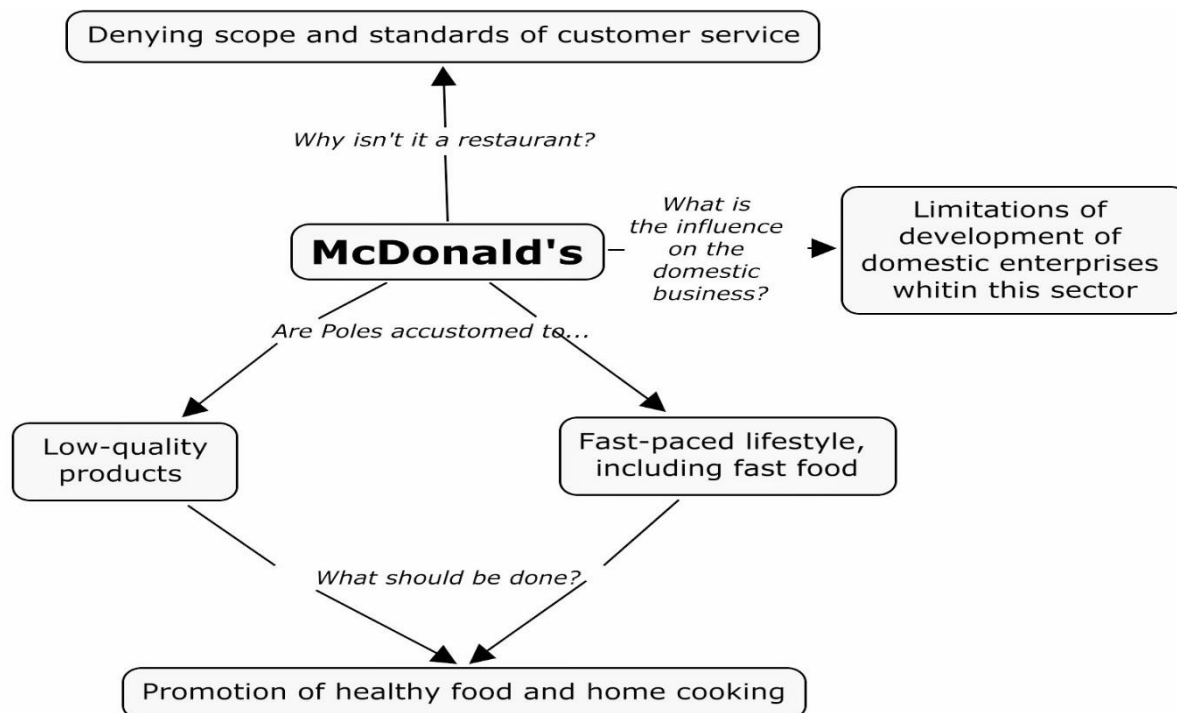 Denying scope and standards of customer service
Why isn't it a restaurant?
McDonald's
What is
the influence
on the
domestic
business?
Limitations of
development of
domestic enterprises
whitin this sector
Are Poles accustomed to...
Low-quality
products
Fast-paced lifestyle,
including fast food
What should be done?
Promotion of healthy food and home cooking